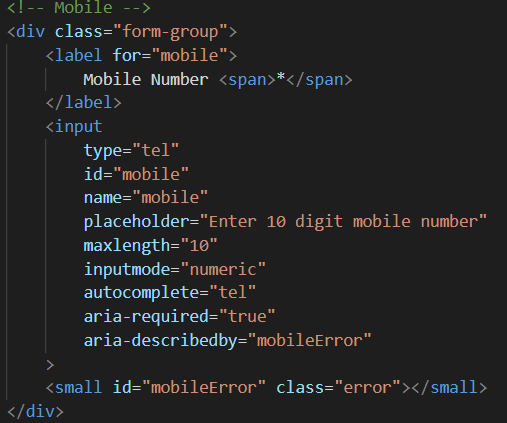 <!-- Mobile -->
<div class="form-group">
    <label for="mobile">
        Mobile Number <span>*</span>
    </label>
    <input
        type="tel"
        id="mobile"
        name="mobile"
        placeholder="Enter 10 digit mobile number"
        maxlength="10"
        inputmode="numeric"
        autocomplete="tel"
        aria-required="true"
        aria-describedby="mobileError"
    >
    <small id="mobileError" class="error"></small>
</div>